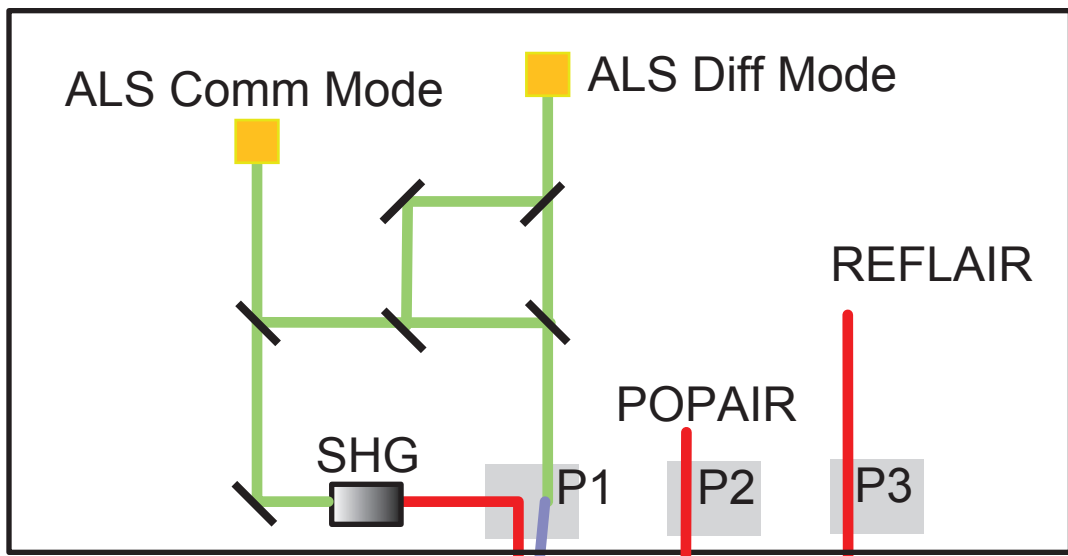 ALS Comm Mode
ALS Diff Mode
REFLAIR
POPAIR
SHG
P1
P2
P3